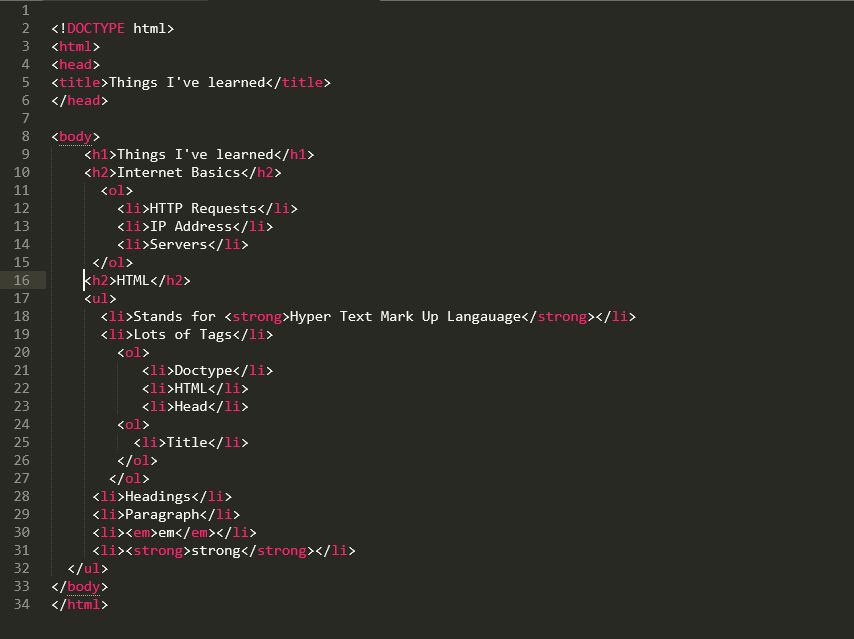 1
2 <!DOCTYPE html>
3 <html>
4 <head>
5 <title>Things I've learned</title>
6 </head>
7
8 <body>
9     <h1>Things I've learned</h1>
10     <h2>Internet Basics</h2>
11       <ol>
12         <li>HTTP Requests</li>
13         <li>IP Address</li>
14         <li>Servers</li>
15      </ol>
16     <h2>HTML</h2>
17     <ul>
18       <li>Stands for <strong>Hyper Text Mark Up Langauage</strong></li>
19       <li>Lots of Tags</li>
20         <ol>
21            <li>Doctype</li>
22            <li>HTML</li>
23            <li>Head</li>
24         <ol>
25           <li>Title</li>
26         </ol>
27        </ol>
28      <li>Headings</li>
29      <li>Paragraph</li>
30      <li><em>em</em></li>
31      <li><strong>strong</strong></li>
32   </ul>
33 </body>
34 </html>